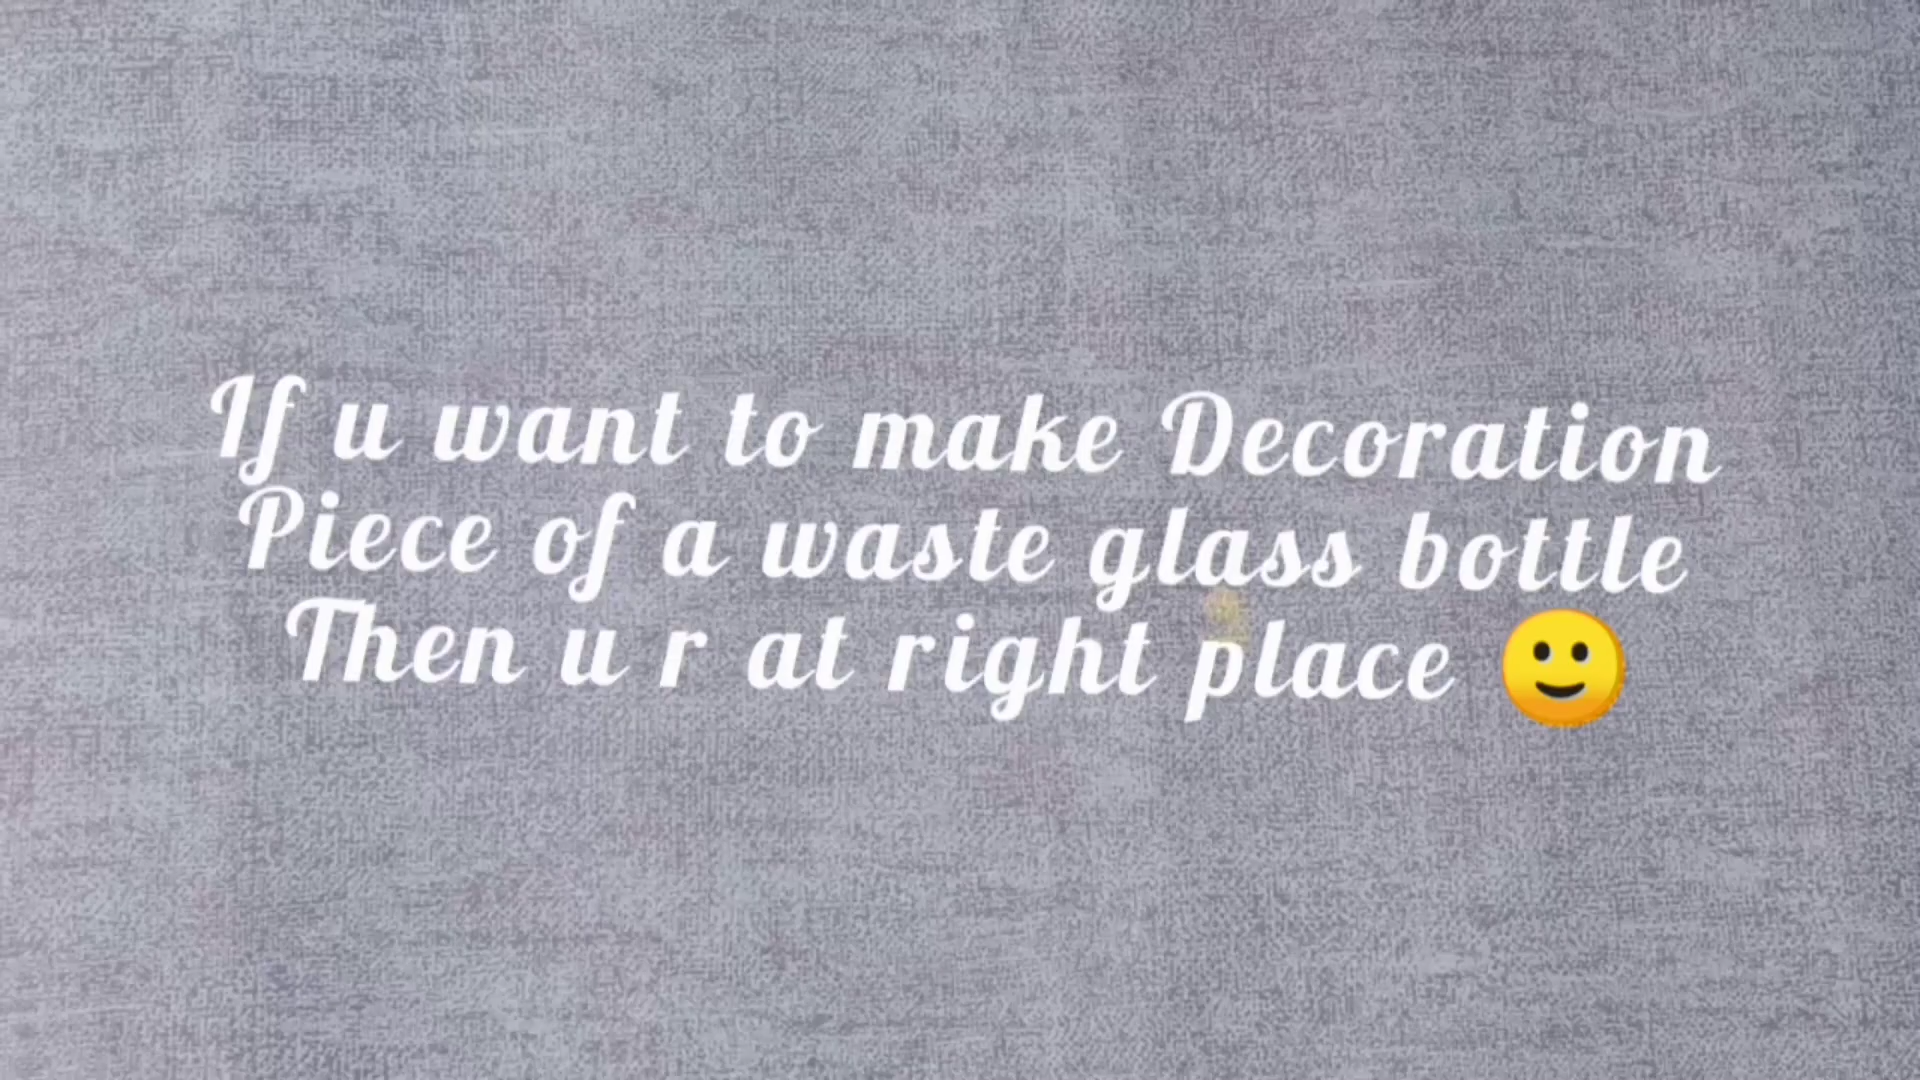 If u want to make Decoration
Piece of a waste glass bottle
Then u r at right place 🙂